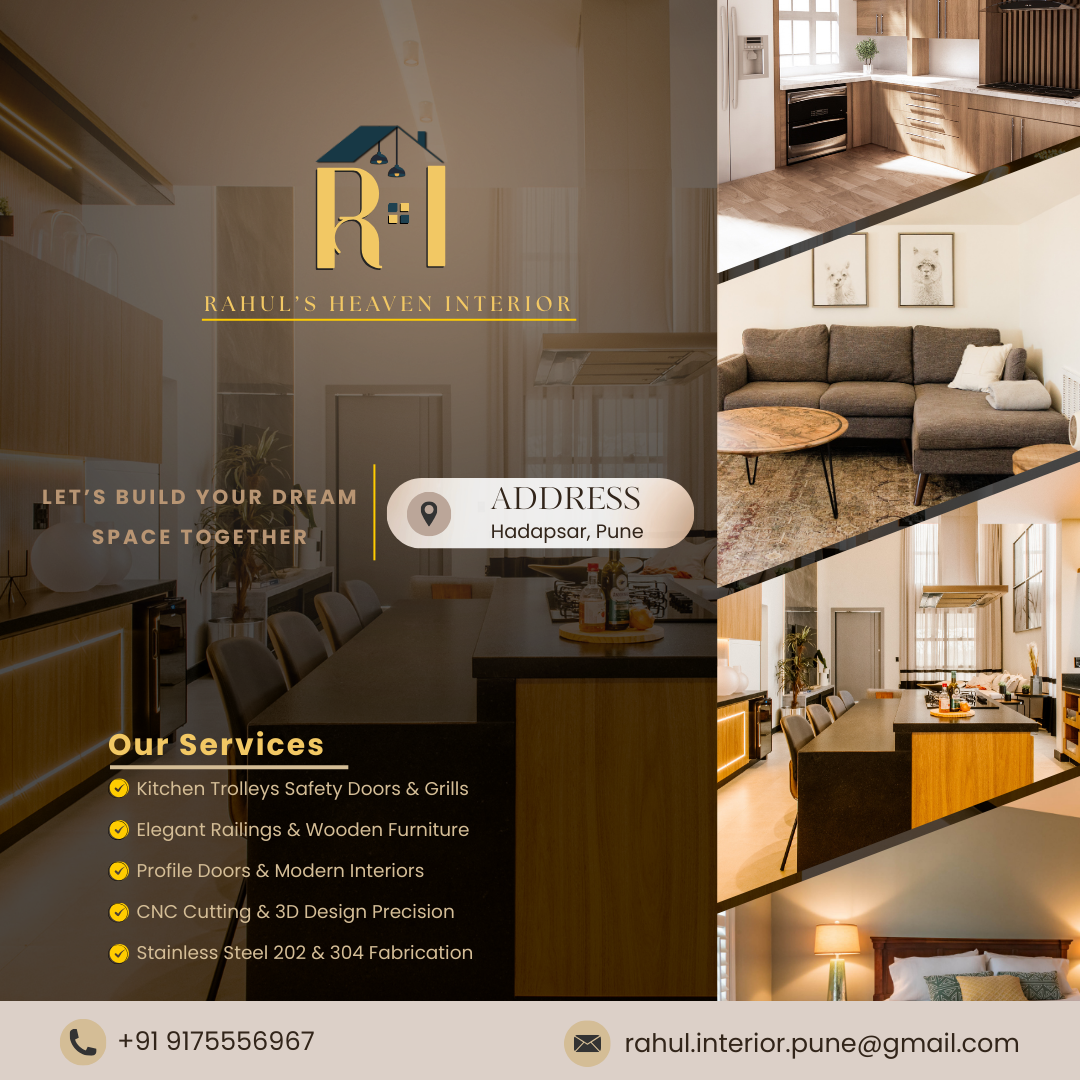 R I
RAHUL'S HEAVEN INTERIOR
LET'S BUILD YOUR DREAM
SPACE TOGETHER
ADDRESS
Hadapsar, Pune
Our Services
Kitchen Trolleys Safety Doors & Grills
Elegant Railings & Wooden Furniture
Profile Doors & Modern Interiors
CNC Cutting & 3D Design Precision
Stainless Steel 202 & 304 Fabrication
+91 9175556967
rahul.interior.pune@gmail.com